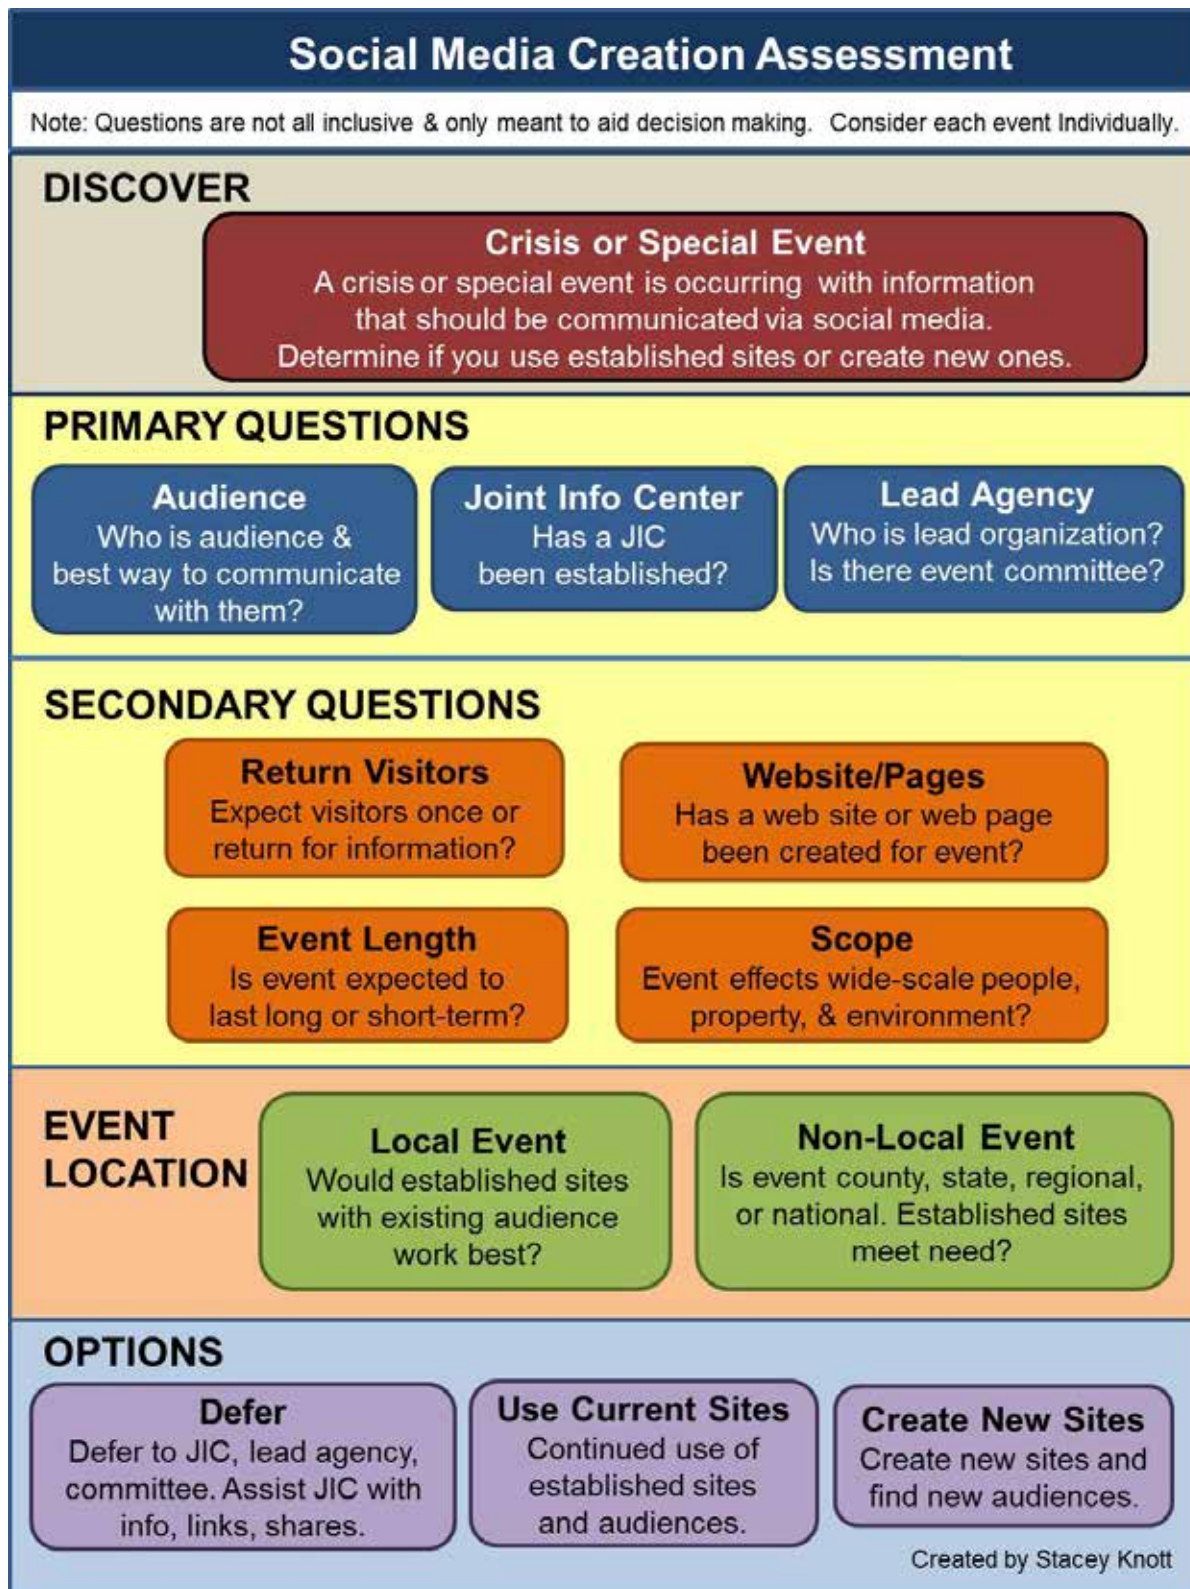 Social Media Creation Assessment
Note: Questions are not all inclusive & only meant to aid decision making. Consider each event Individually.
DISCOVER
Crisis or Special Event
A crisis or special event is occurring with information
that should be communicated via social media.
Determine if you use established sites or create new ones.
PRIMARY QUESTIONS
Audience
Who is audience &
best way to communicate
with them?
Joint Info Center
Has a JIC
been established?
Lead Agency
Who is lead organization?
Is there event committee?
SECONDARY QUESTIONS
Return Visitors
Expect visitors once or
return for information?
Website/Pages
Has a web site or web page
been created for event?
Event Length
Is event expected to
last long or short-term?
Scope
Event effects wide-scale people,
property, & environment?
EVENT
LOCATION
Local Event
Would established sites
with existing audience
work best?
Non-Local Event
Is event county, state, regional,
or national. Established sites
meet need?
OPTIONS
Defer
Defer to JIC, lead agency,
committee. Assist JIC with
info, links, shares.
Use Current Sites
Continued use of
established sites
and audiences.
Create New Sites
Create new sites and
find new audiences.
Created by Stacey Knott